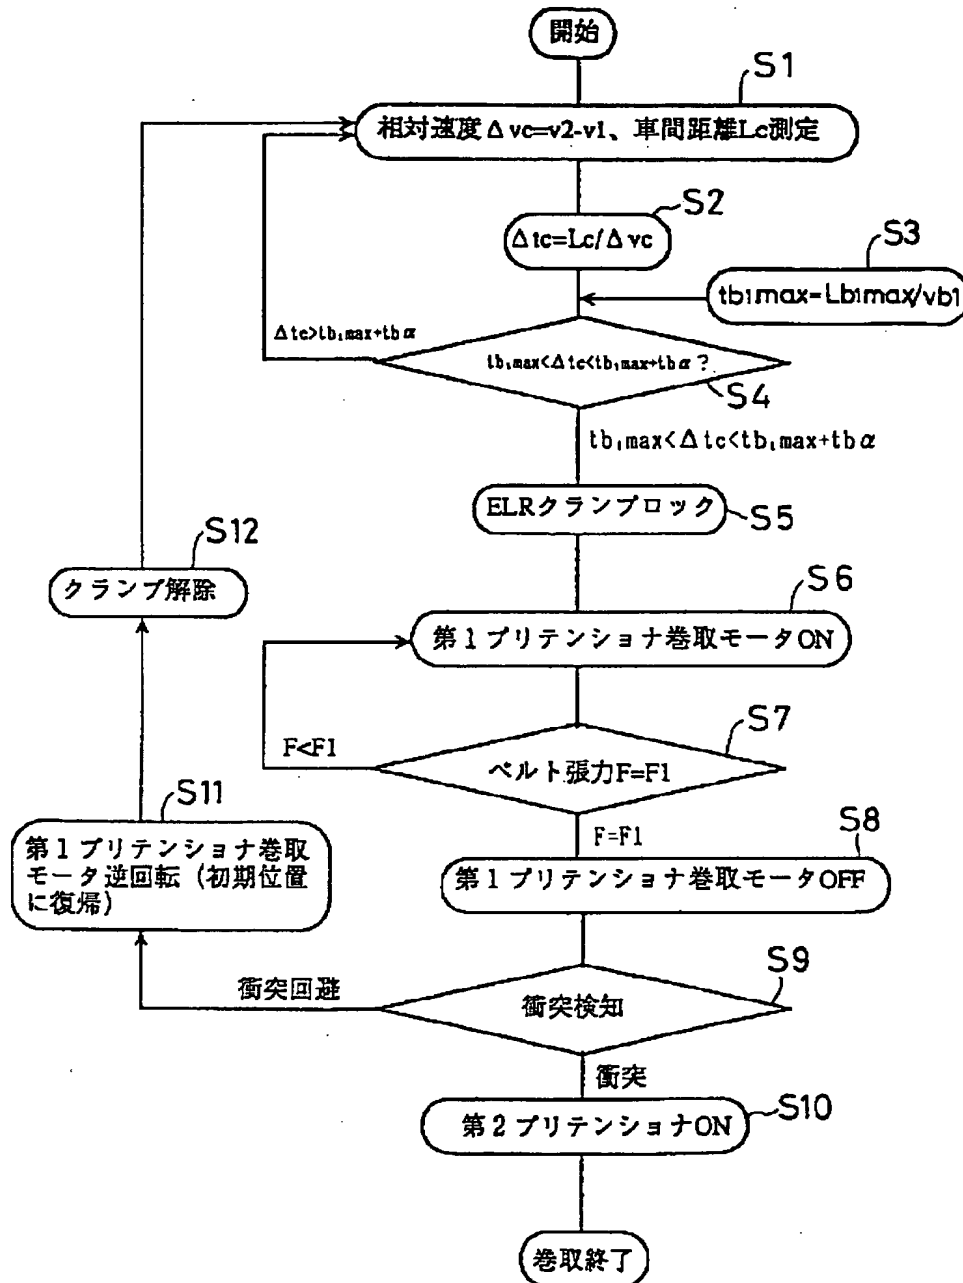 開始
S1
相対速度Δvc=v2-v1、車間距離Lc測定
S2
Δtc=Lc/Δvc
S3
tb1max=Lb1max/vb1
Δtc>tb1max+tbα
tb1max<Δtc<tb1max+tbα?
S4
tb1max<Δtc<tb1max+tbα
ELRクランプロック
S5
S12
クランプ解除
S6
第1プリテンショナ巻取モータON
S7
F<F1
ベルト張力F=F1
S11
第1プリテンショナ巻取
モータ逆回転(初期位置
に復帰)
F=F1
S8
第1プリテンショナ巻取モータOFF
S9
衝突回避
衝突検知
衝突
S10
第2プリテンショナON
巻取終了